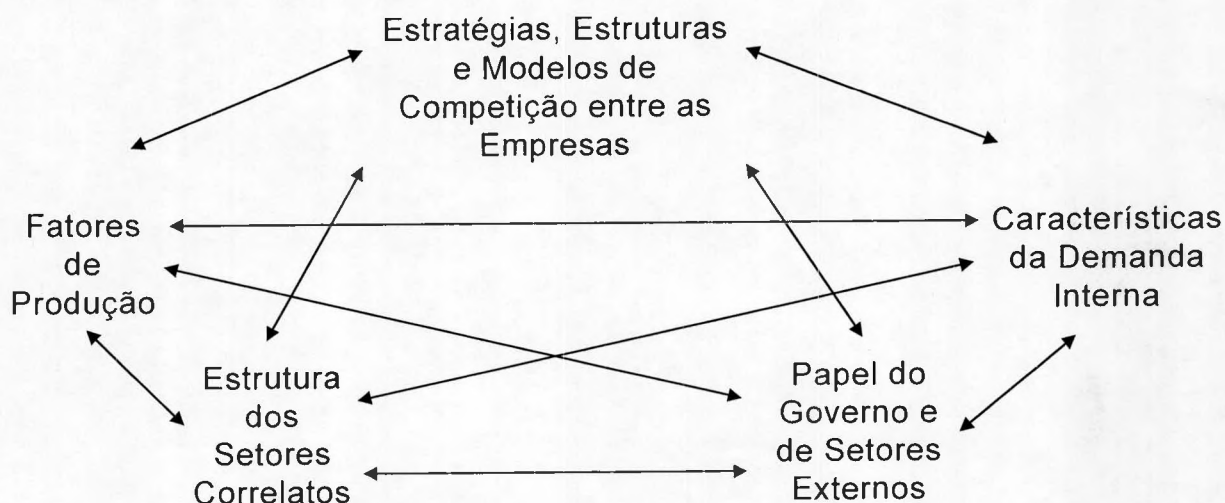 Estratégias, Estruturas
e Modelos de
Competição entre as
Empresas
Fatores
de
Produção
Características
da Demanda
Interna
Estrutura
dos
Setores
Correlatos
Papel do
Governo e
de Setores
Externos